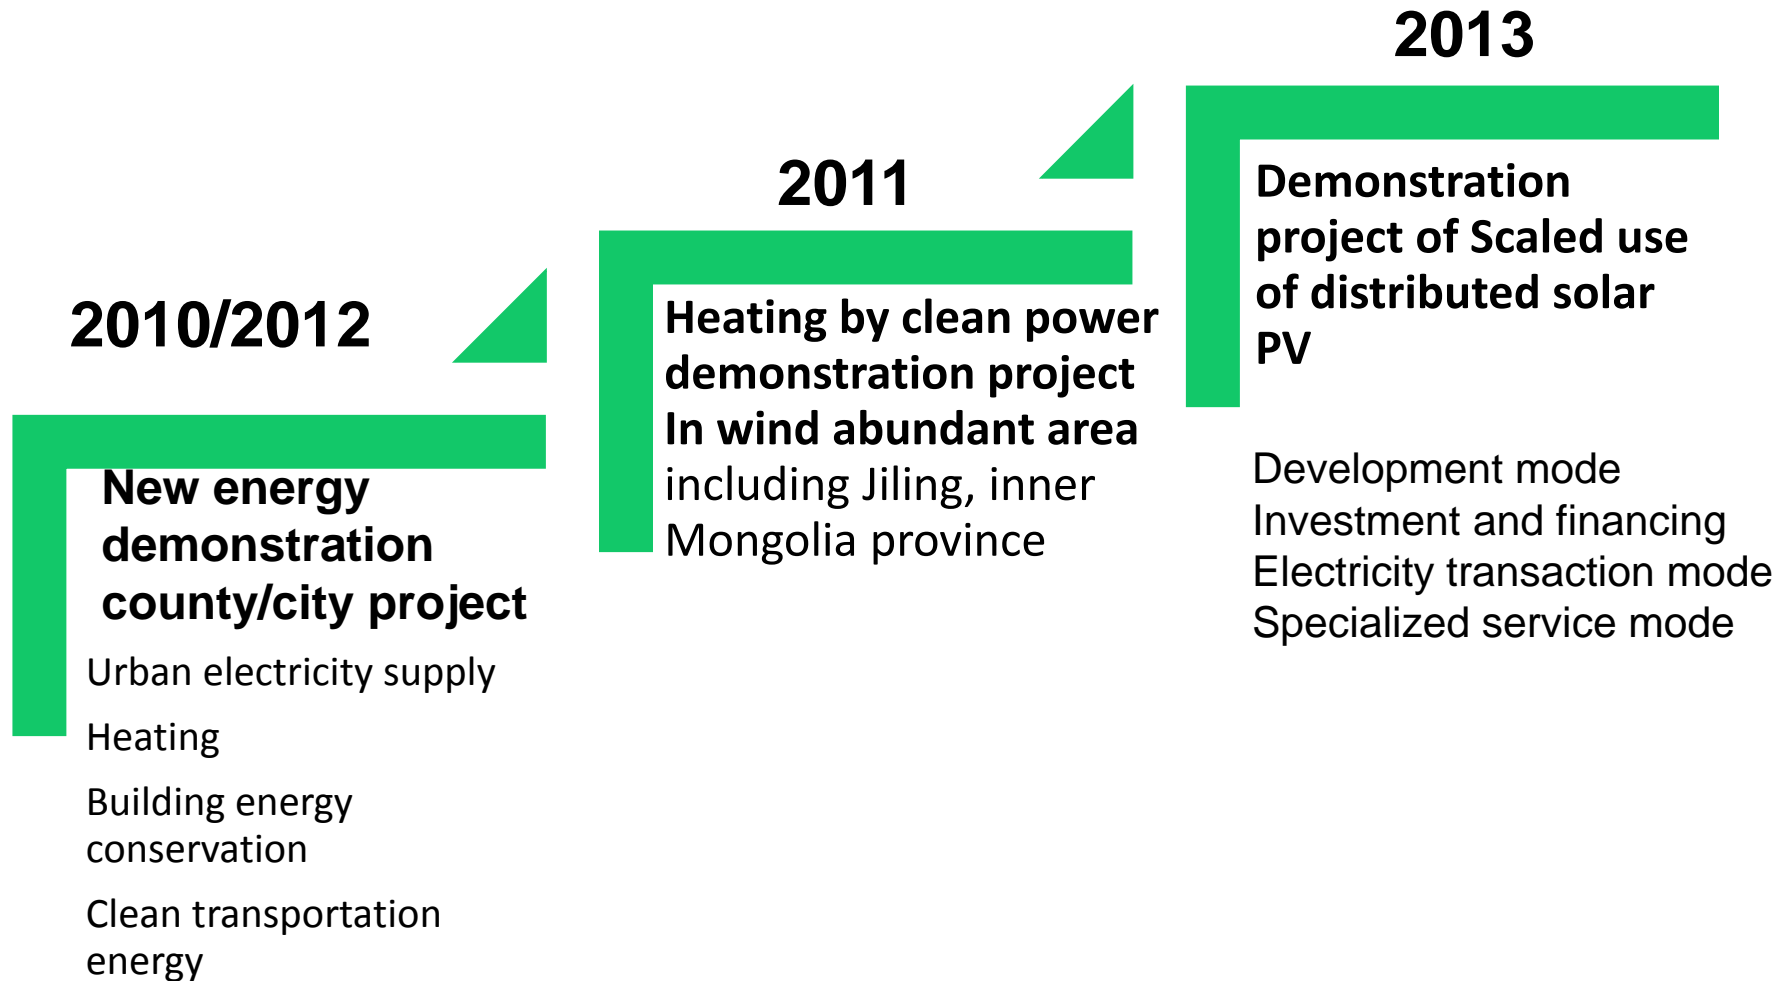 2010/2012
New energy
demonstration
county/city project
Urban electricity supply
Heating
Building energy
conservation
Clean transportation
energy
2011
Heating by clean power
demonstration project
In wind abundant area
including Jiling, inner
Mongolia province
2013
Demonstration
project of Scaled use
of distributed solar
PV
Development mode
Investment and financing
Electricity transaction mode
Specialized service mode